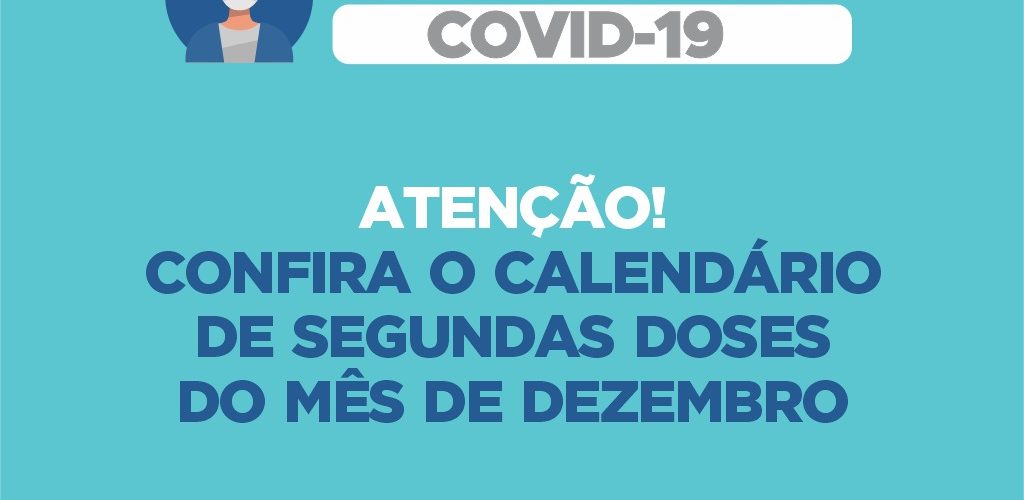 COVID-19
ATENÇÃO!
CONFIRA O CALENDÁRIO
DE SEGUNDAS DOSES
DO MÊS DE DEZEMBRO